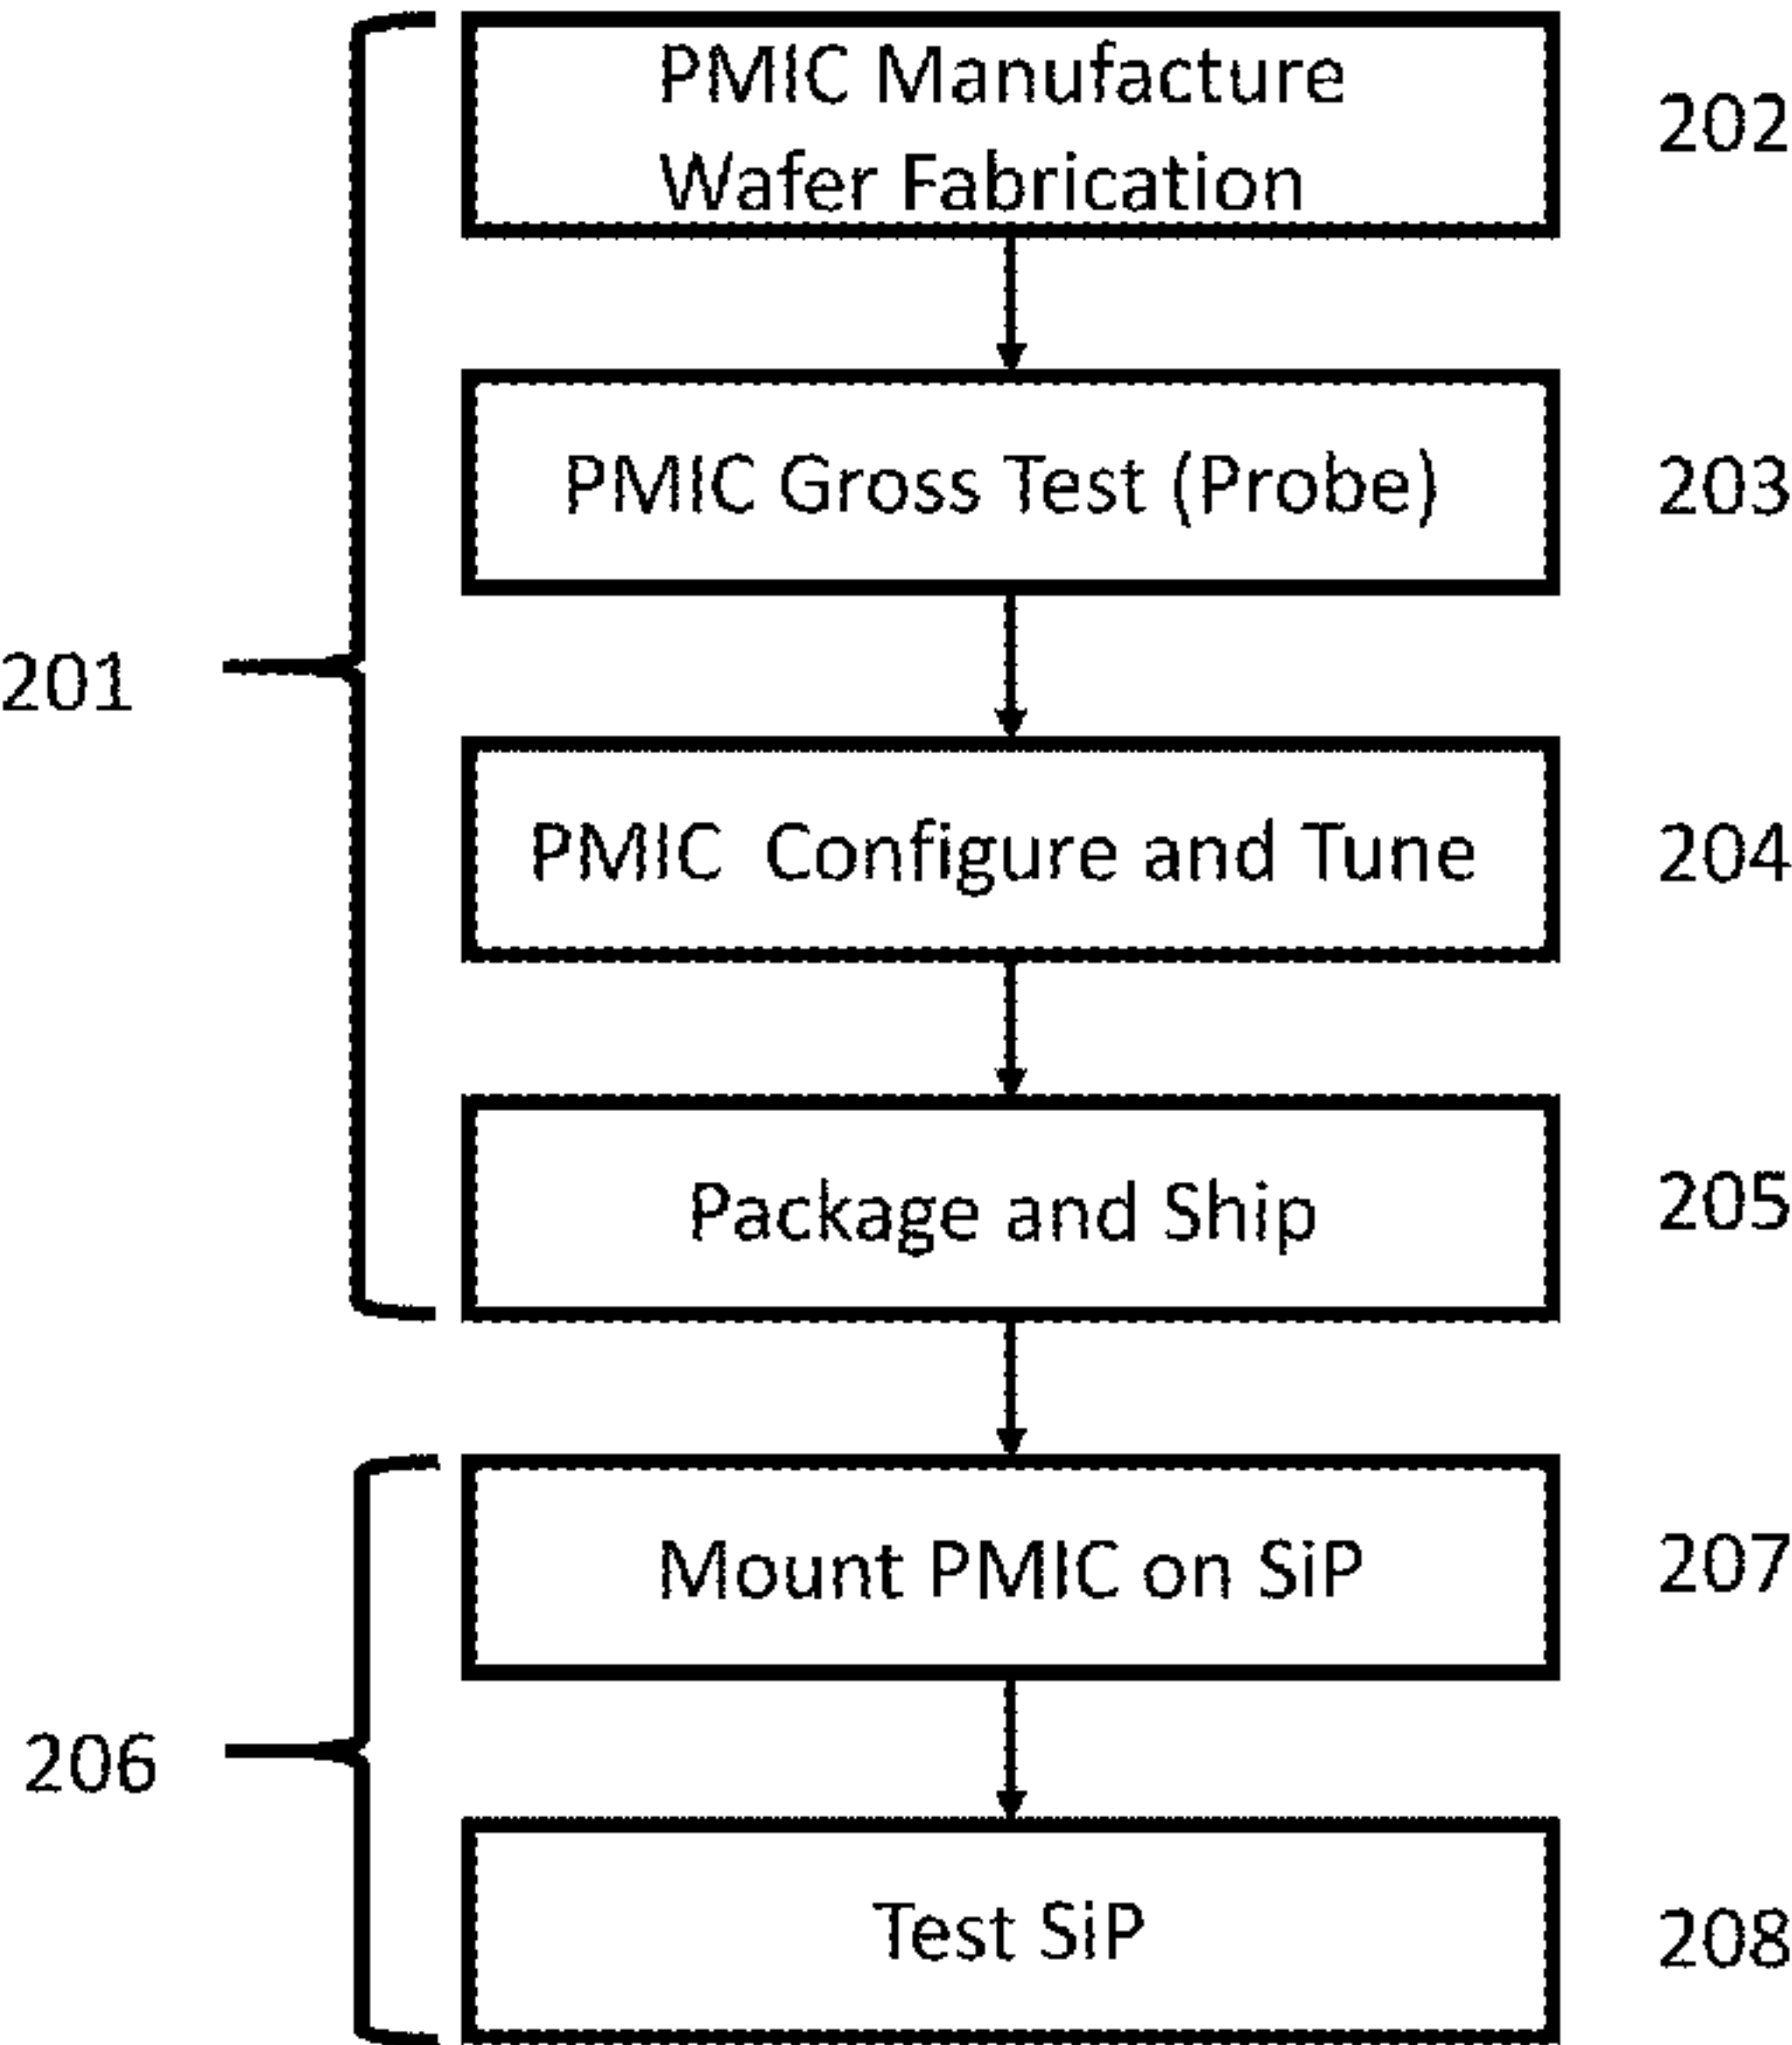 PMIC Manufacture
Wafer Fabrication
202
PMIC Gross Test (Probe)
203
201
PMIC Configure and Tune
204
Package and Ship
205
Mount PMIC on SiP
207
206
Test SiP
208